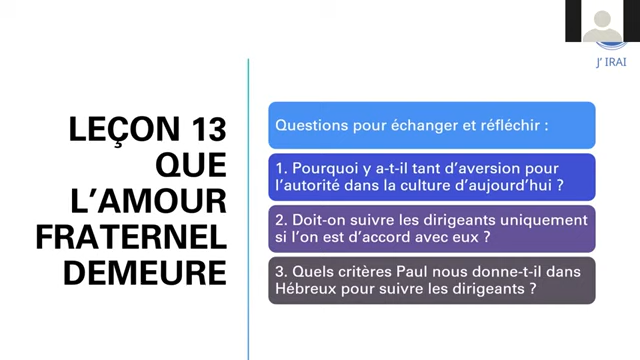 J' IRAI
LEÇON 13
QUE
L'AMOUR
FRATERNEL
DEMEURE
Questions pour échanger et réfléchir :
1. Pourquoi y a-t-il tant d'aversion pour
l'autorité dans la culture d'aujourd'hui ?
2. Doit-on suivre les dirigeants uniquement
si l'on est d'accord avec eux ?
3. Quels critères Paul nous donne-t-il dans
Hébreux pour suivre les dirigeants ?